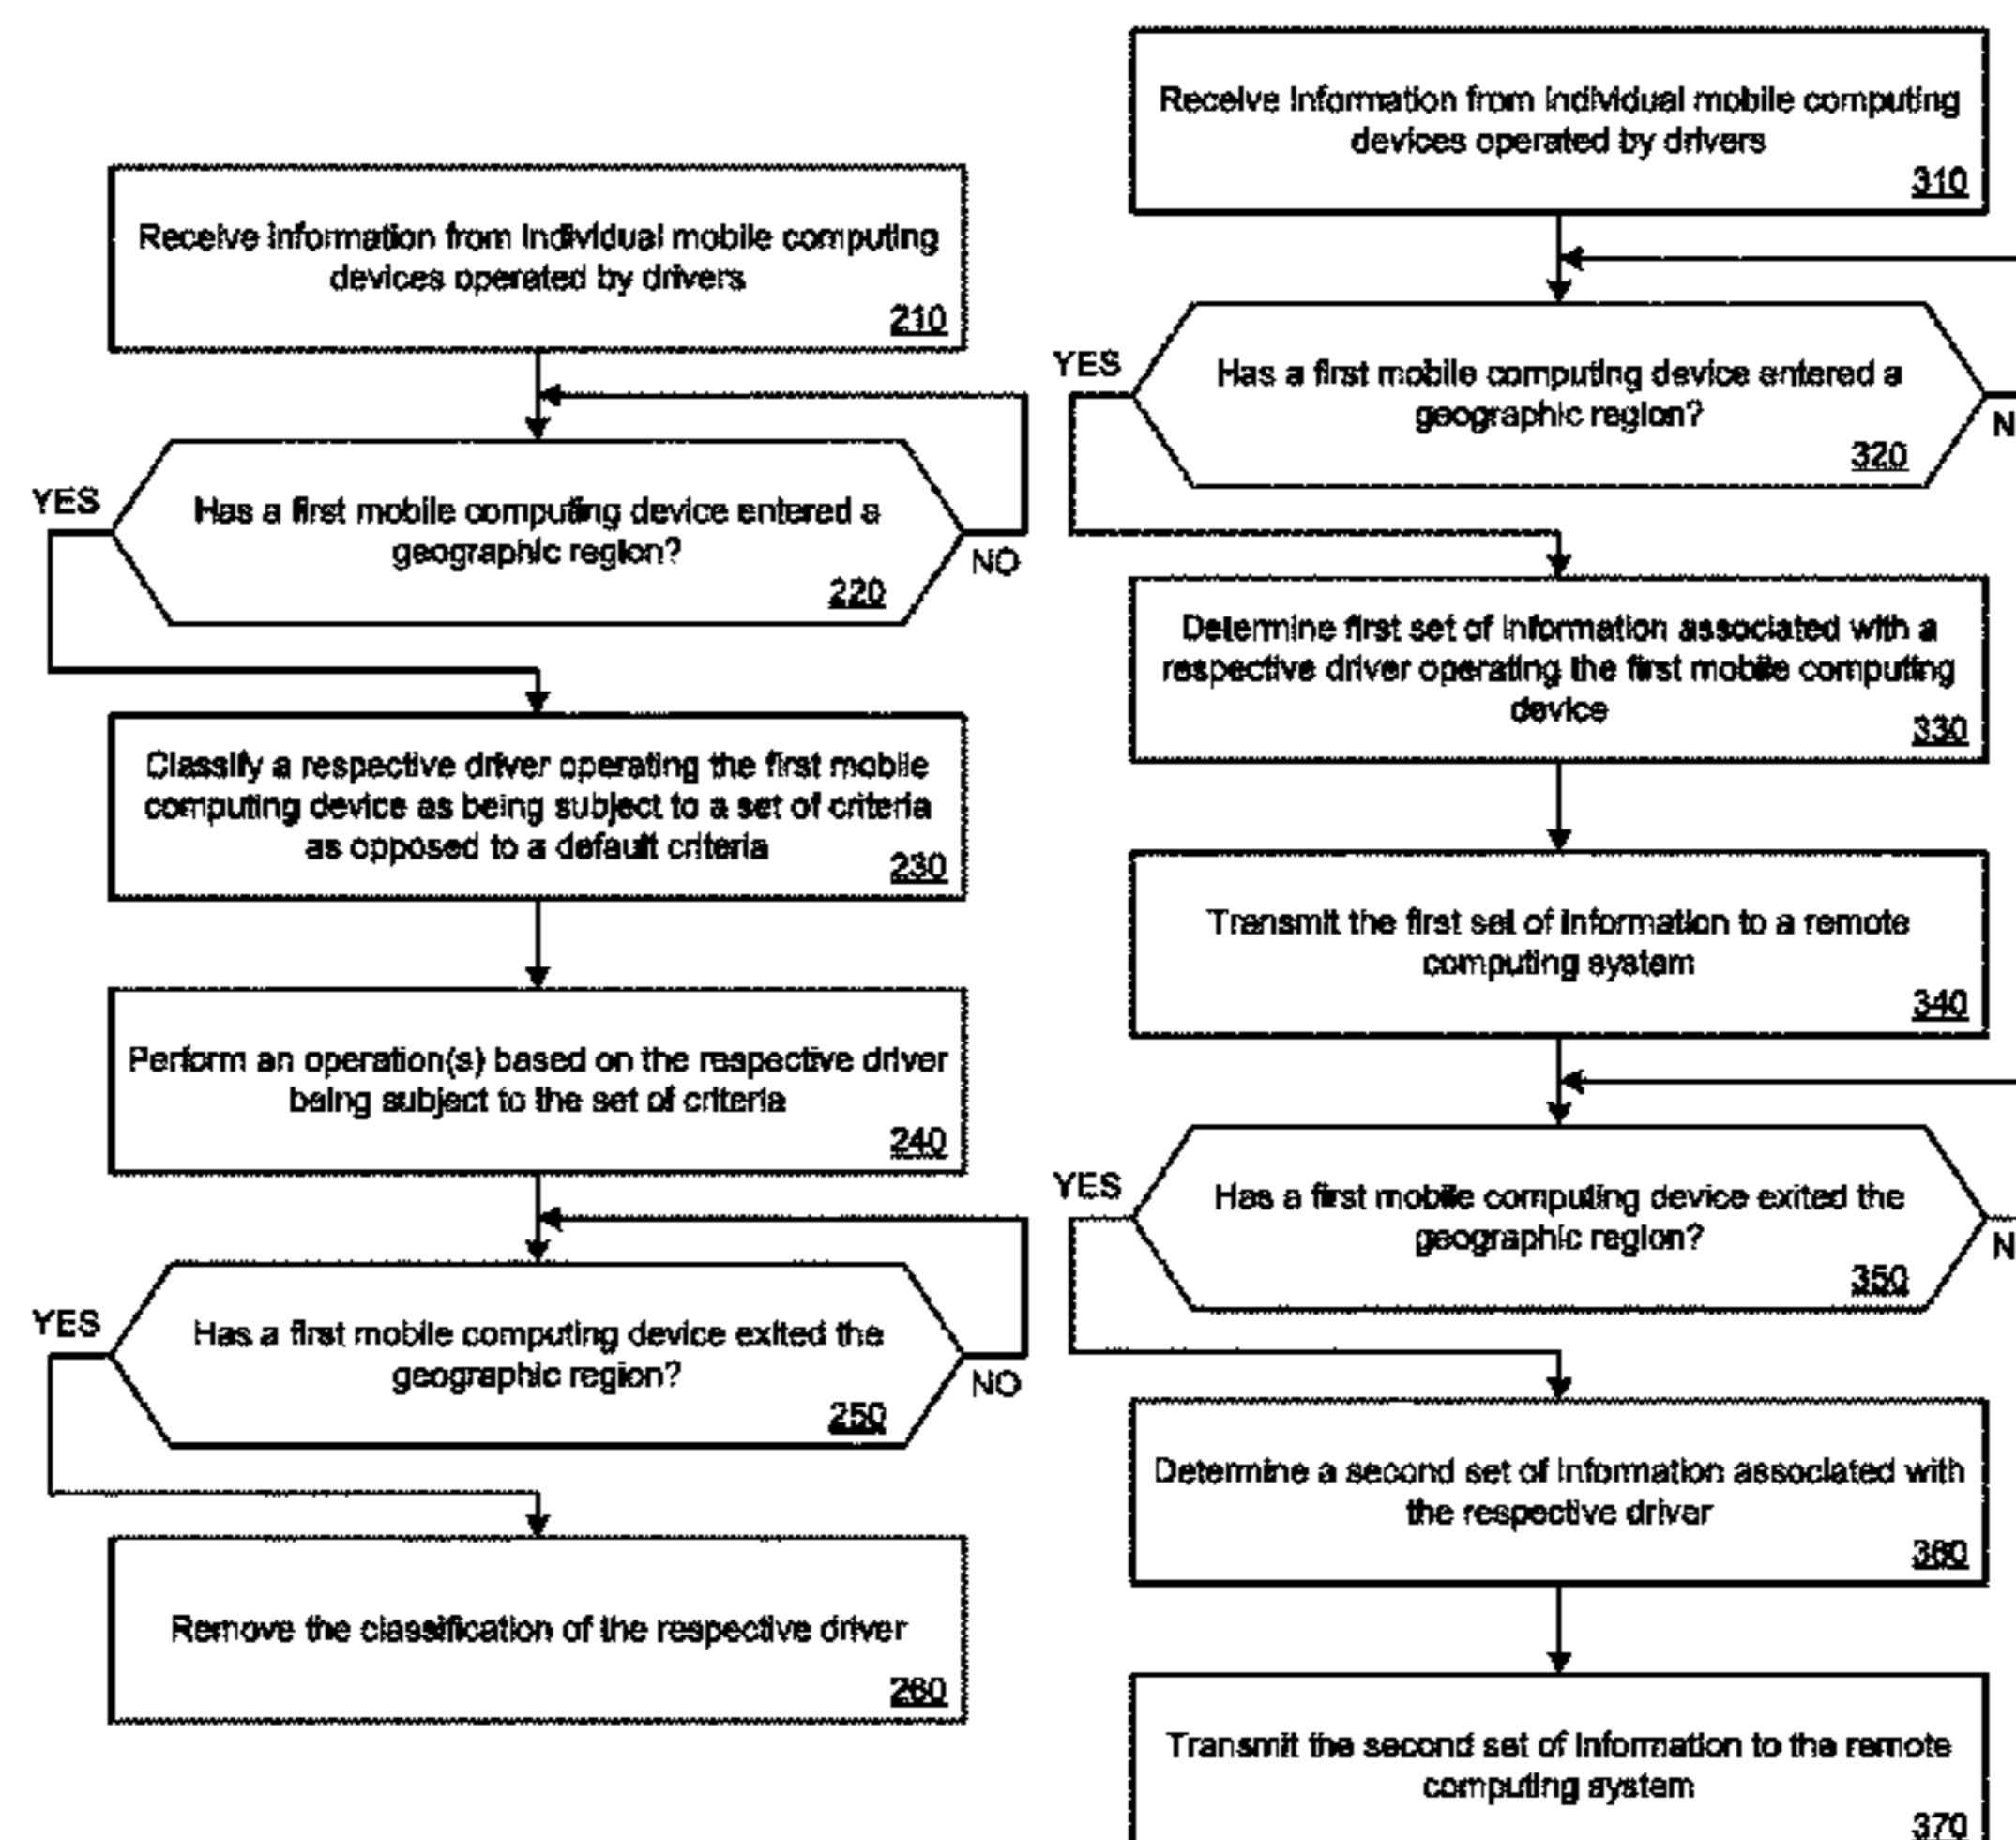 Receive information from individual mobile computing
devices operated by drivers
210
YES
Has a first mobile computing device entered a
geographic region?
NO
220
Classify a respective driver operating the first mobile
computing device as being subject to a set of criteria
as opposed to a default criteria
230
Perform an operation(s) based on the respective driver
being subject to the set of criteria
240
YES
Has a first mobile computing device exited the
geographic region?
NO
250
Remove the classification of the respective driver
260
Receive information from individual mobile computing
devices operated by drivers
310
YES
Has a first mobile computing device entered a
geographic region?
N
320
Determine first set of information associated with a
respective driver operating the first mobile computing
device
330
Transmit the first set of information to a remote
computing system
340
YES
Has a first mobile computing device exited the
geographic region?
N
350
Determine a second set of information associated with
the respective driver
360
Transmit the second set of information to the remote
computing system
370